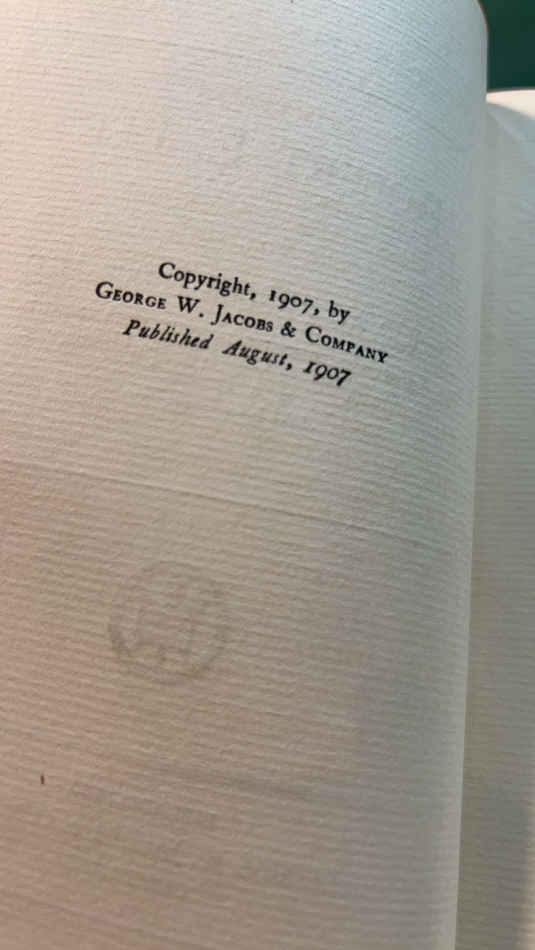 Copyright, 1907, by
GEORGE W. JACOBS & COMPANY
Published August, 1907